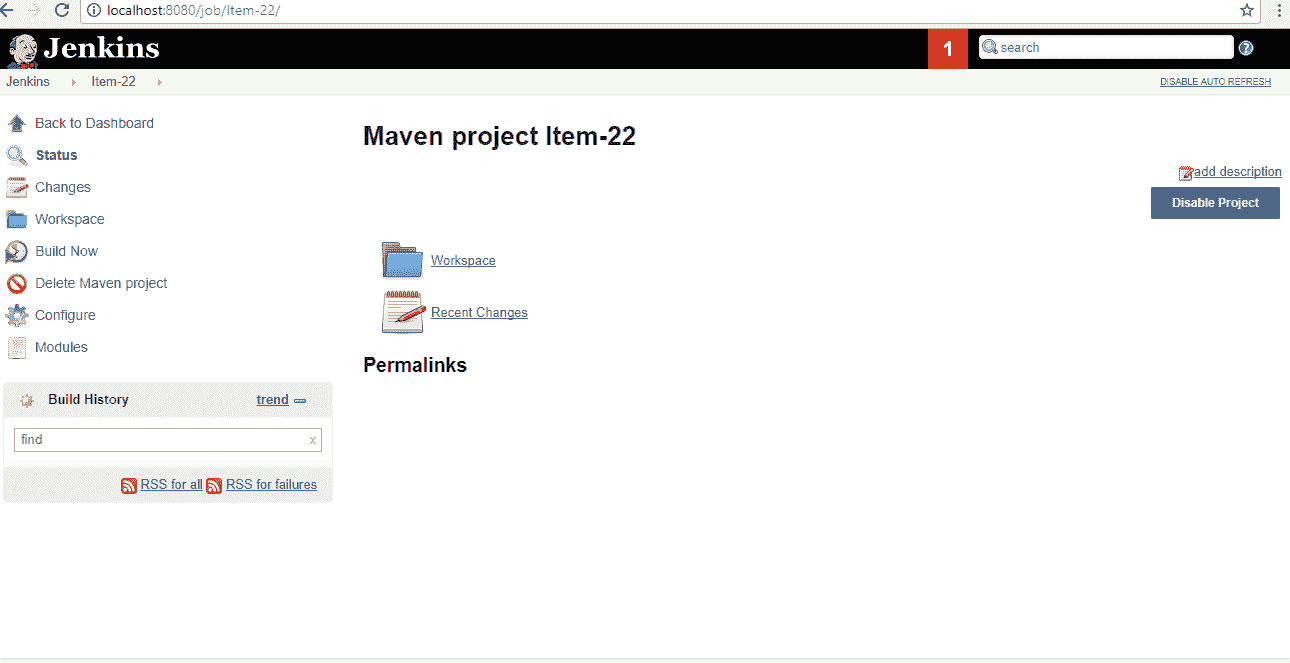 localhost:8080/job/Item-22/
Jenkins
1
search
?
Jenkins
Item-22
DISABLE AUTO REFRESH
Back to Dashboard
Status
Changes
Workspace
Build Now
Delete Maven project
Configure
Modules
Build History
trend
find
x
RSS for all
RSS for failures
Maven project Item-22
add description
Disable Project
Workspace
Recent Changes
Permalinks